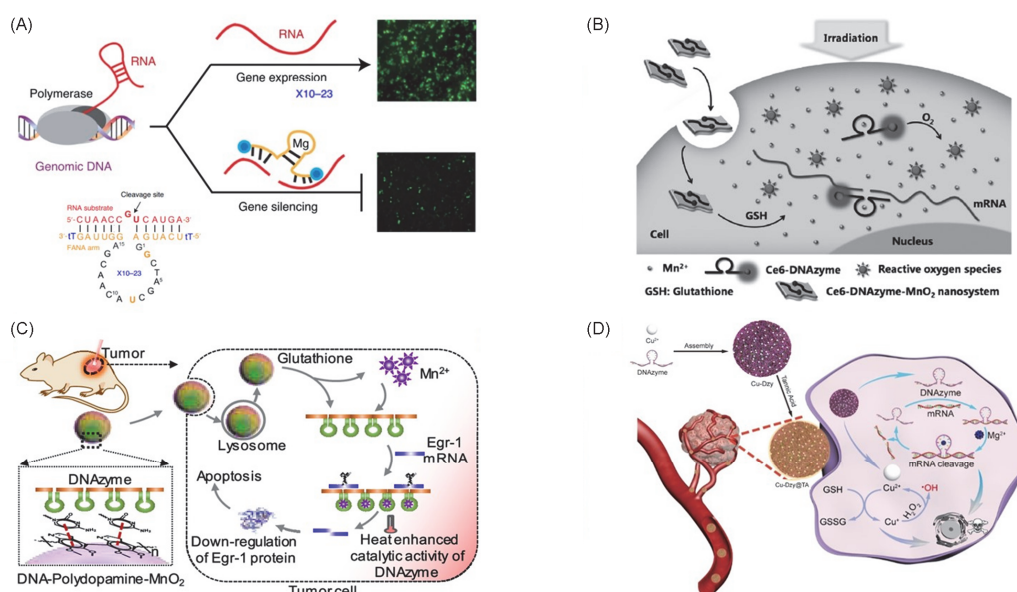 (A)
RNA
RNA
Polymerase
Gene expression
X10–23
Mg
Genomic DNA
Cleavage site
Gene silencing
RNA substrate
5'-CUAACCGUCAUGA-3'
3'-tTGAUUGG AGUACUtT-5'
FANA arm
A15
G1
G
C
T
A5
G
C
U
A
C10
A
A
C
X10–23
(B)
Irradiation
O2
GSH
mRNA
Cell
Nucleus
Mn2+
Ce6-DNAzyme
Reactive oxygen species
GSH: Glutathione
Ce6-DNAzyme-MnO2 nanosystem
(C)
Tumor
Glutathione
Mn2+
Lysosome
Egr-1
mRNA
Apoptosis
DNAzyme
NH2
NH2
n
Down-regulation
of Egr-1 protein
Heat enhanced
catalytic activity of
DNAzyme
DNA-Polydopamine-MnO2
Tumor cell
(D)
Cu2+
Assembly
DNAzyme
Cu-Dzy
Tannic Acid
Cu-Dzy@TA
DNAzyme
mRNA
Mg2+
mRNA cleavage
Cu2+
·OH
GSH
H2O2
GSSG
Cu+